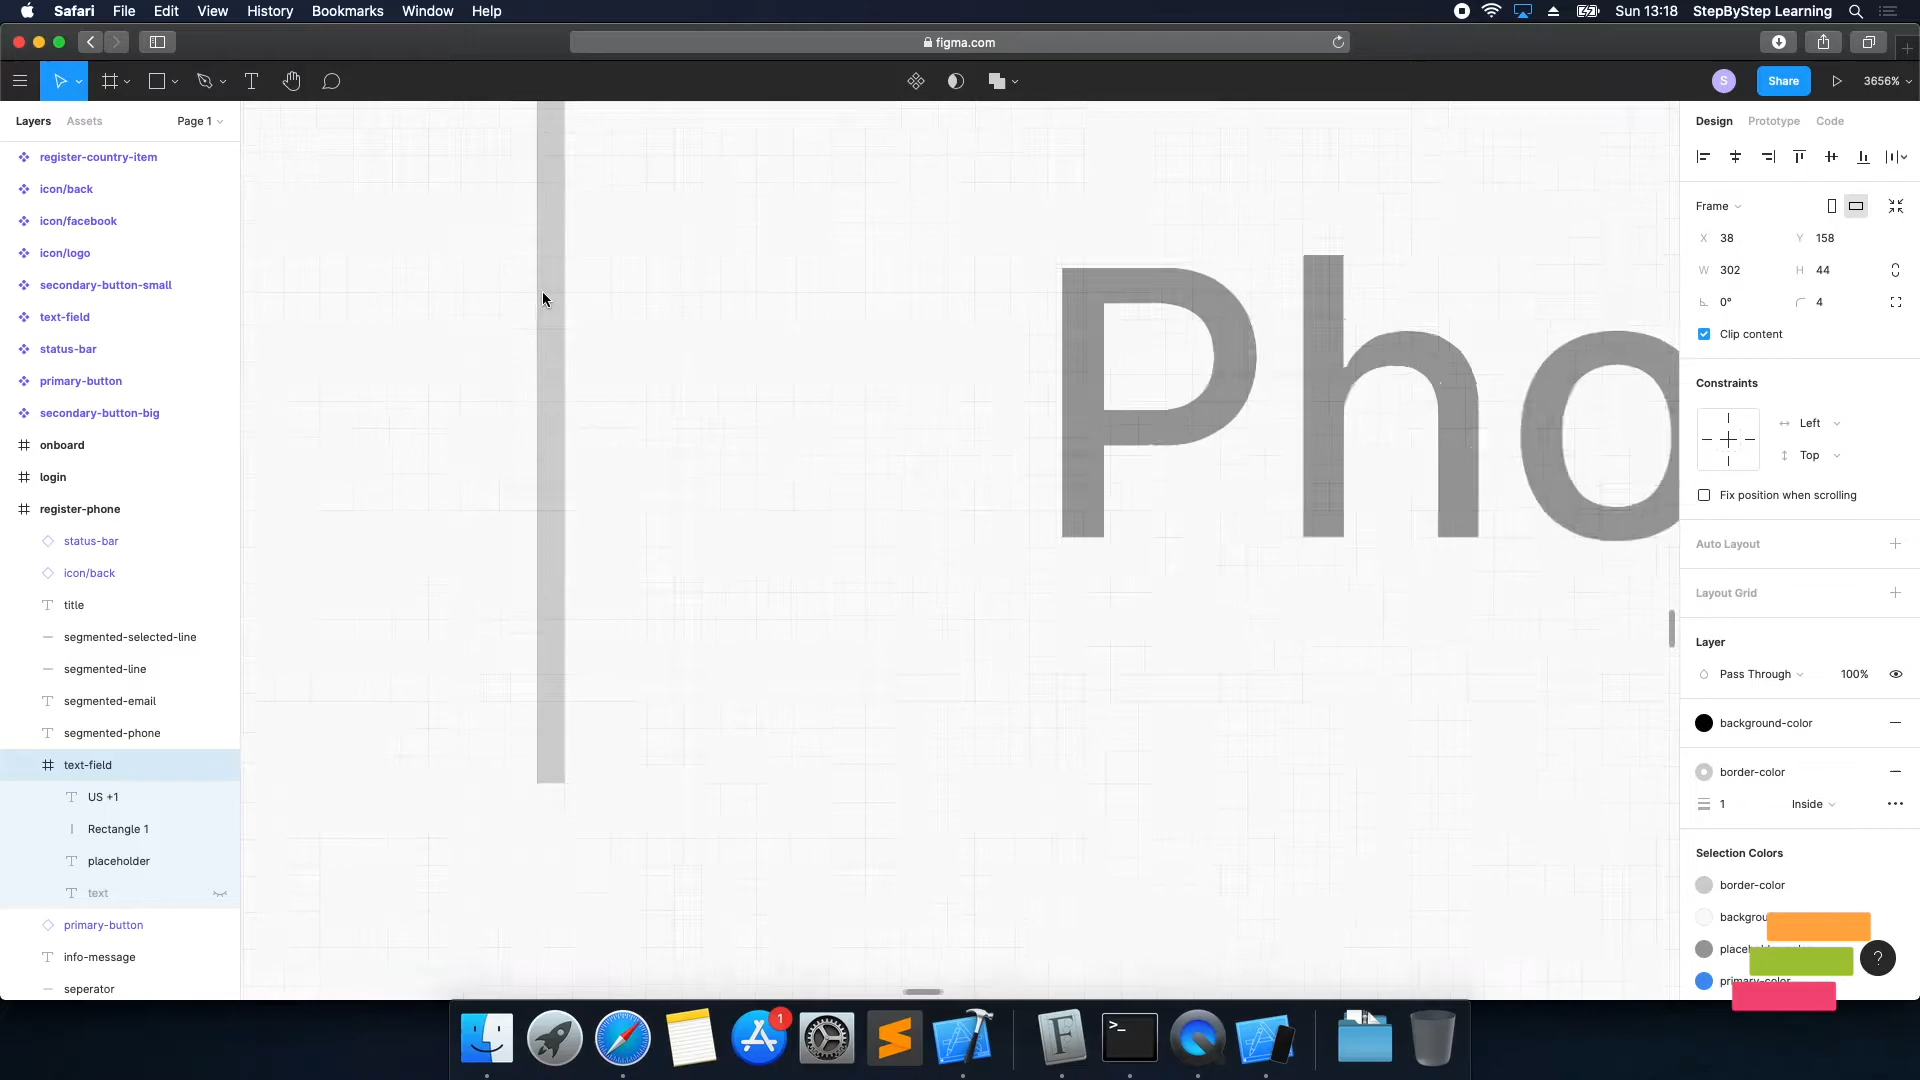 Safari File Edit View History Bookmarks Window Help
Sun 13:18 StepByStep Learning
figma.com
S Share 3656%
Layers Assets Page 1
register-country-item
icon/back
icon/facebook
icon/logo
secondary-button-small
text-field
status-bar
primary-button
secondary-button-big
onboard
login
register-phone
status-bar
icon/back
title
segmented-selected-line
segmented-line
segmented-email
segmented-phone
text-field
US +1
Rectangle 1
placeholder
text
primary-button
info-message
seperator
Pho
Design Prototype Code
Frame
X 38 Y 158
W 302 H 44
0° 4
Clip content
Constraints
Left
Top
Fix position when scrolling
Auto Layout
Layout Grid
Layer
Pass Through 100%
background-color
border-color
1 Inside
Selection Colors
border-color
?
1